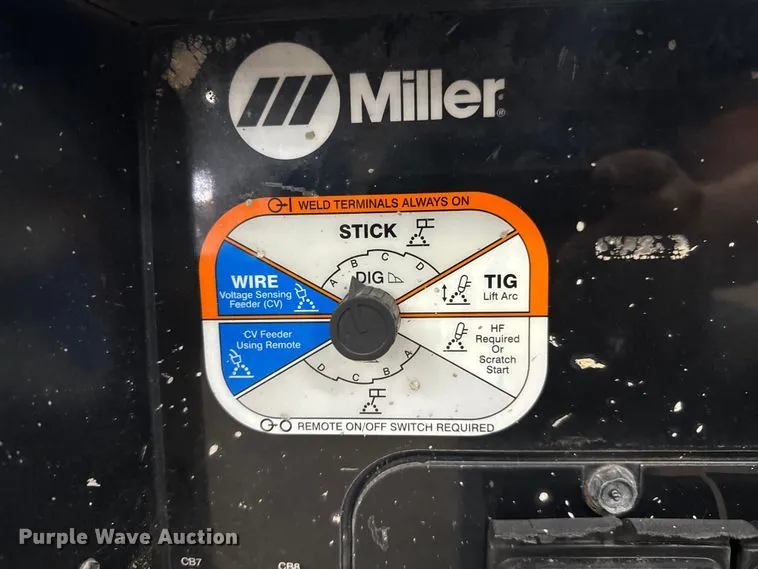 Miller®
WELD TERMINALS ALWAYS ON
STICK
A B C D
DIG
WIRE
Voltage Sensing
Feeder (CV)
TIG
Lift Arc
CV Feeder
Using Remote
HF
Required
Or
Scratch
Start
D C B A
REMOTE ON/OFF SWITCH REQUIRED
Purple Wave Auction
CB7
CB8